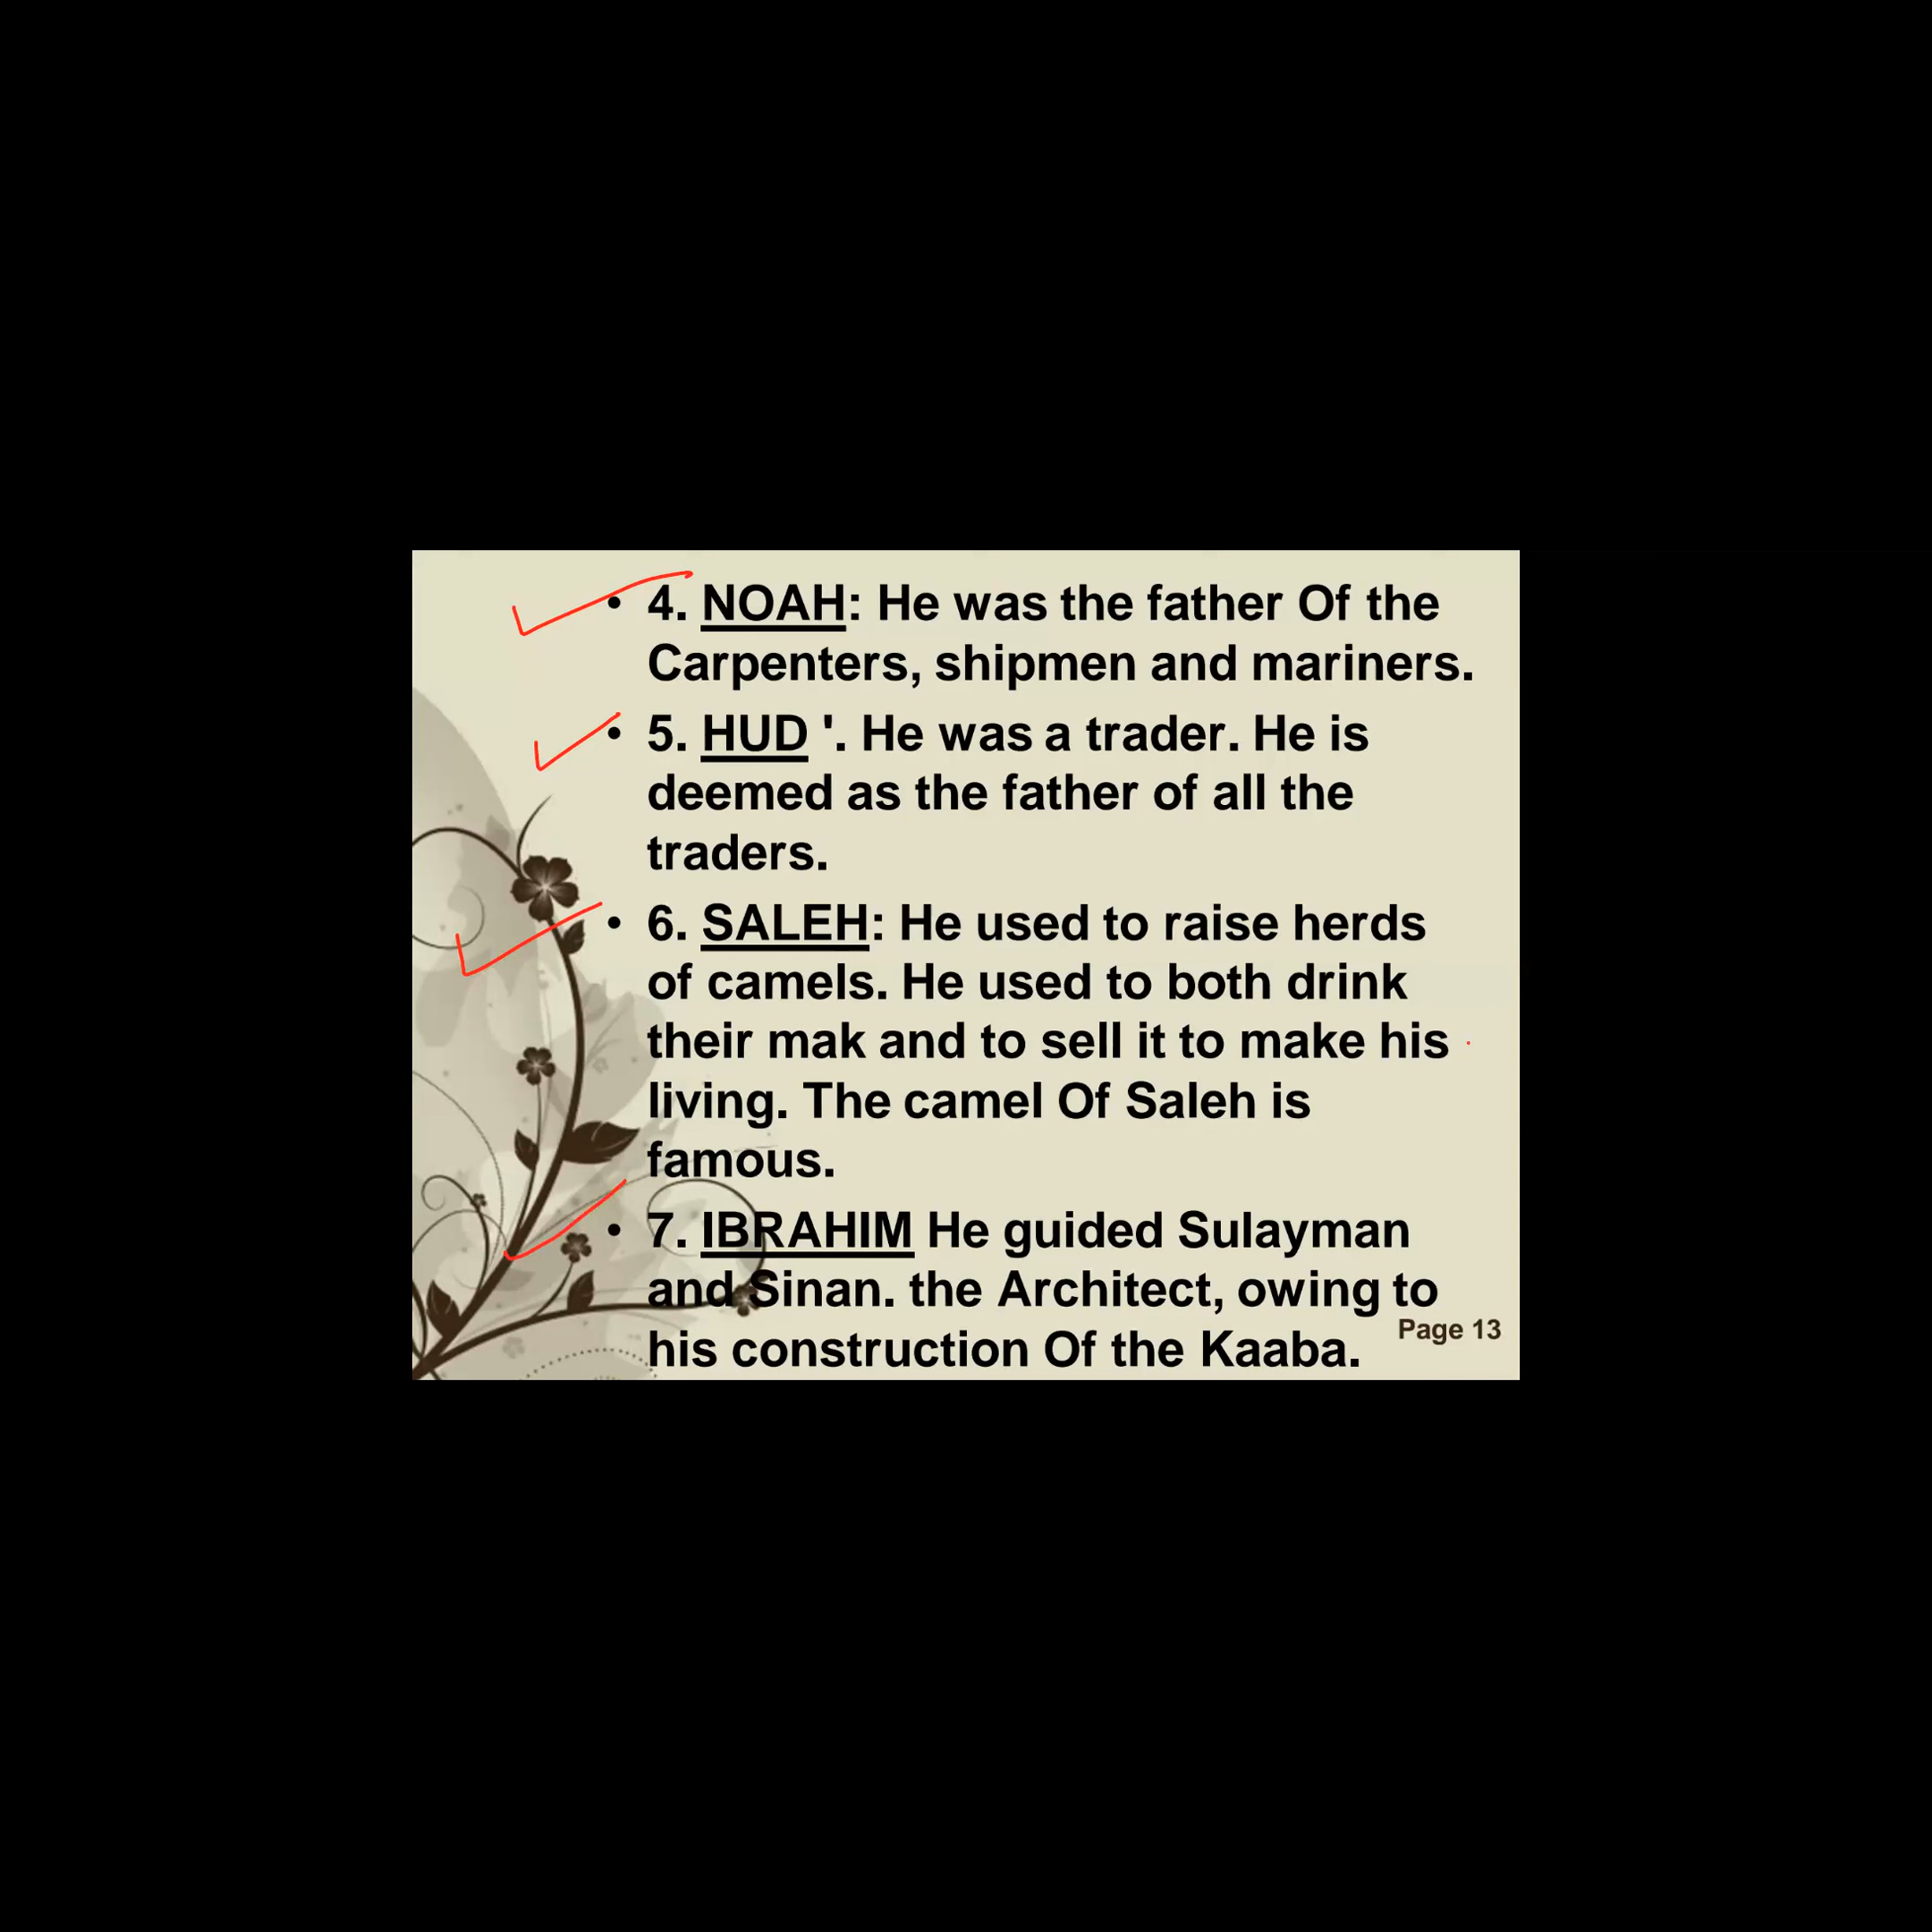 • 4. NOAH: He was the father Of the
Carpenters, shipmen and mariners.
• 5. HUD '. He was a trader. He is
deemed as the father of all the
traders.
• 6. SALEH: He used to raise herds
of camels. He used to both drink
their mak and to sell it to make his
living. The camel Of Saleh is
famous.
• 7. IBRAHIM He guided Sulayman
and Sinan. the Architect, owing to
his construction Of the Kaaba.
Page 13